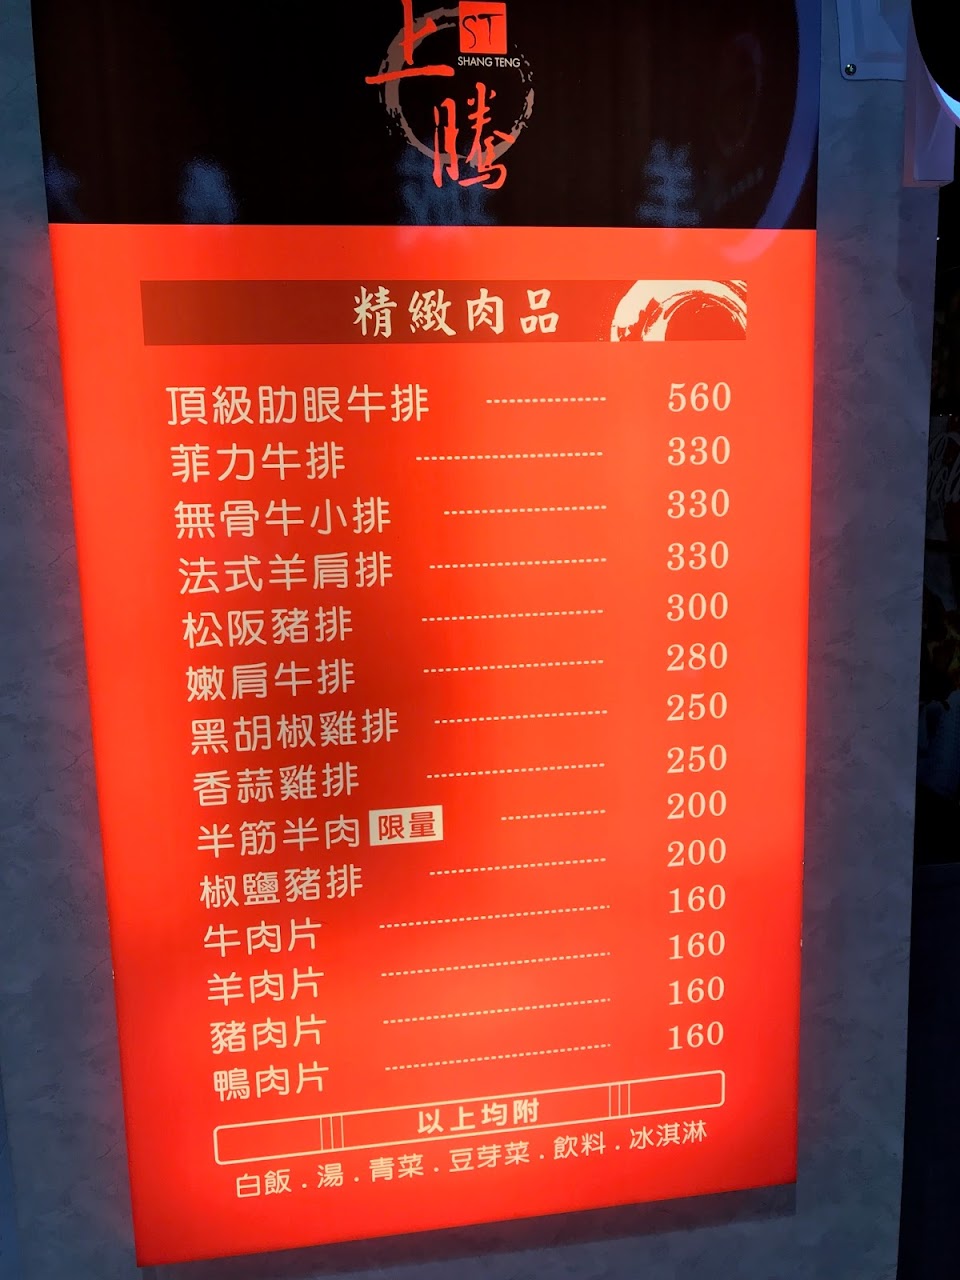 上騰
ST
SHANG TENG
精緻肉品
頂級肋眼牛排 560
菲力牛排 330
無骨牛小排 330
法式羊肩排 330
松阪豬排 300
嫩肩牛排 280
黑胡椒雞排 250
香蒜雞排 250
半筋半肉 限量 200
椒鹽豬排 200
牛肉片 160
羊肉片 160
豬肉片 160
鴨肉片 160
以上均附
白飯.湯.青菜.豆芽菜.飲料.冰淇淋